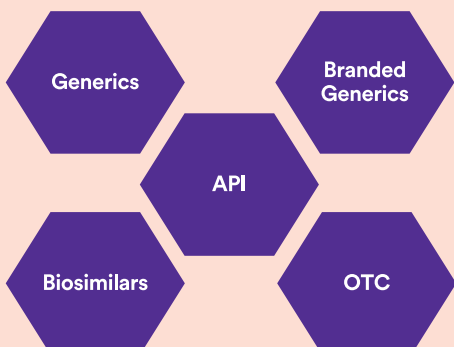 Generics
Branded
Generics
API
Biosimilars
OTC